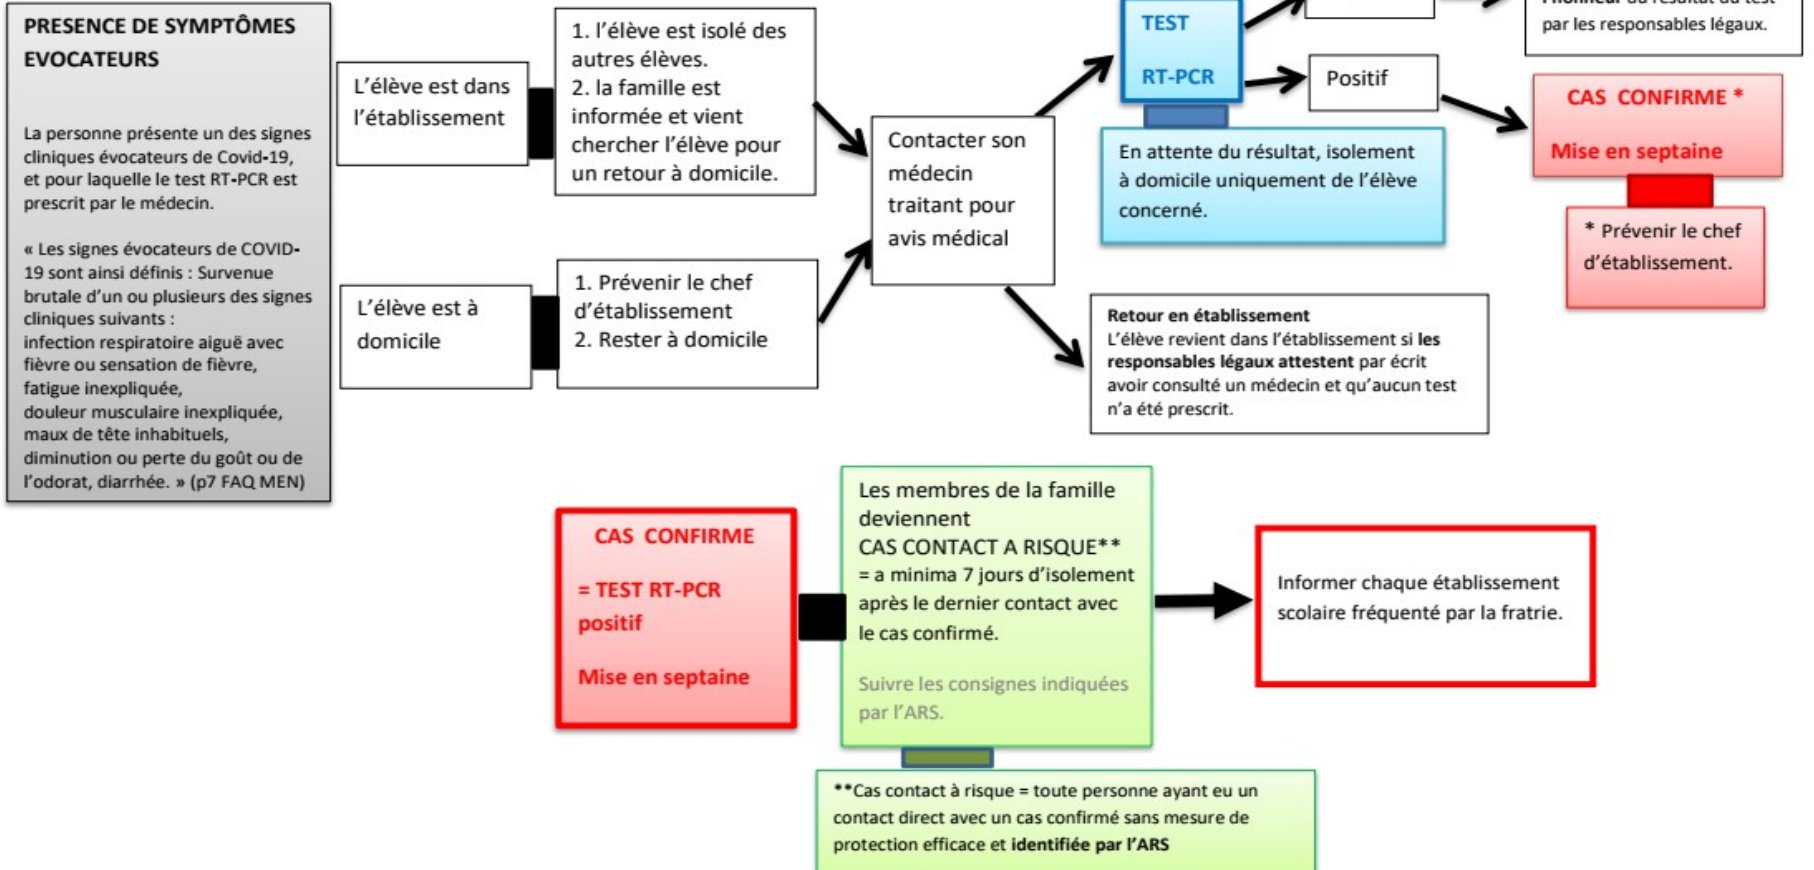 PRESENCE DE SYMPTÔMES
EVOCATEURS
La personne présente un des signes
cliniques évocateurs de Covid-19,
et pour laquelle le test RT-PCR est
prescrit par le médecin.
« Les signes évocateurs de COVID-
19 sont ainsi définis : Survenue
brutale d'un ou plusieurs des signes
cliniques suivants :
infection respiratoire aiguë avec
fièvre ou sensation de fièvre,
fatigue inexpliquée,
douleur musculaire inexpliquée,
maux de tête inhabituels,
diminution ou perte du goût ou de
l'odorat, diarrhée. » (p7 FAQ MEN)
L'élève est dans
l'établissement
1. l'élève est isolé des
autres élèves.
2. la famille est
informée et vient
chercher l'élève pour
un retour à domicile.
L'élève est à
domicile
1. Prévenir le chef
d'établissement
2. Rester à domicile
Contacter son
médecin
traitant pour
avis médical
TEST
RT-PCR
En attente du résultat, isolement
à domicile uniquement de l'élève
concerné.
par les responsables légaux.
Positif
CAS CONFIRME *
Mise en septaine
* Prévenir le chef
d'établissement.
Retour en établissement
L'élève revient dans l'établissement si les
responsables légaux attestent par écrit
avoir consulté un médecin et qu'aucun test
n'a été prescrit.
CAS CONFIRME
= TEST RT-PCR
positif
Mise en septaine
Les membres de la famille
deviennent
CAS CONTACT A RISQUE**
= a minima 7 jours d'isolement
après le dernier contact avec
le cas confirmé.
Suivre les consignes indiquées
par l'ARS.
Informer chaque établissement
scolaire fréquenté par la fratrie.
**Cas contact à risque = toute personne ayant eu un
contact direct avec un cas confirmé sans mesure de
protection efficace et identifiée par l'ARS